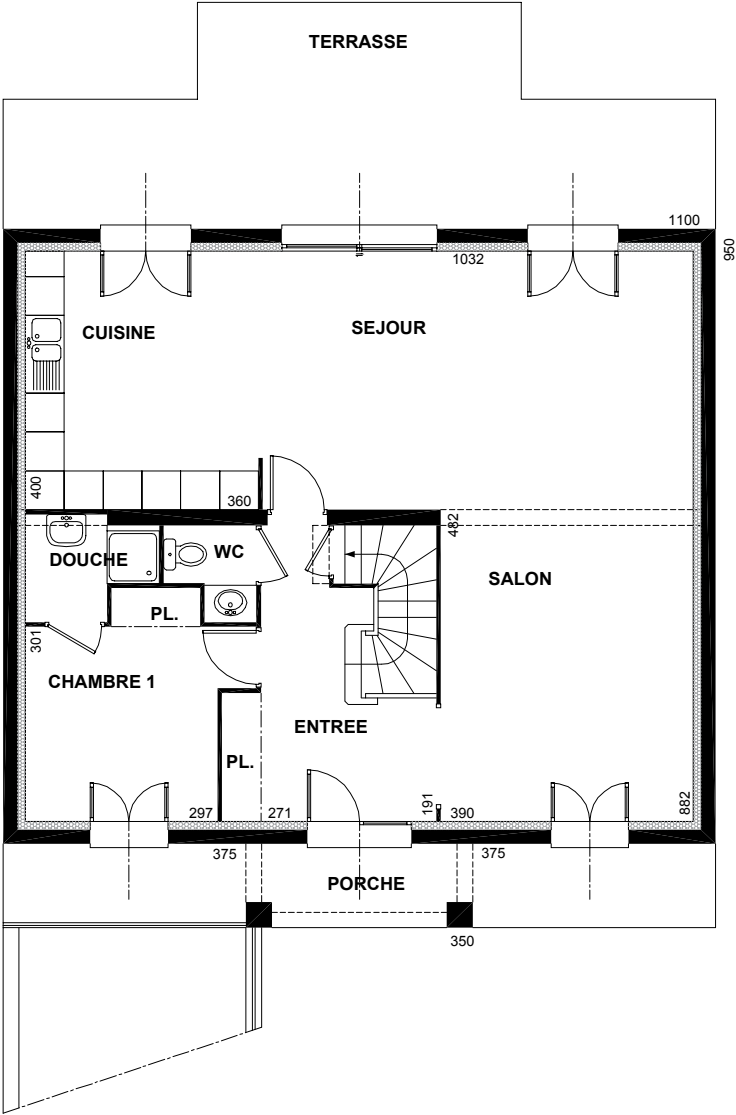 TERRASSE
1100
950
1032
CUISINE
SEJOUR
400
360
482
DOUCHE
WC
SALON
PL.
301
CHAMBRE 1
ENTREE
PL.
297
271
191
390
882
375
375
PORCHE
350